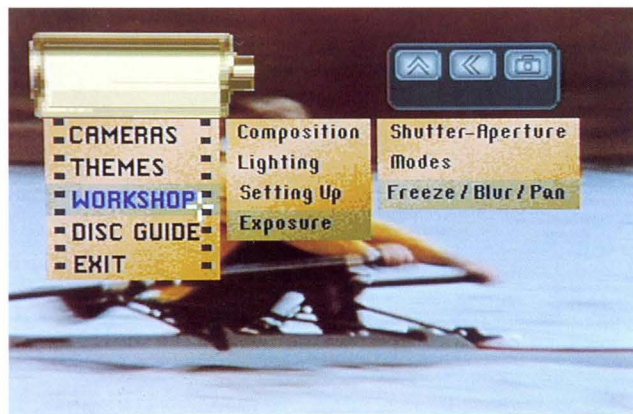 CAMERAS
THEMES
WORKSHOP
DISC GUIDE
EXIT
Composition
Lighting
Setting Up
Exposure
Shutter-Aperture
Modes
Freeze / Blur / Pan